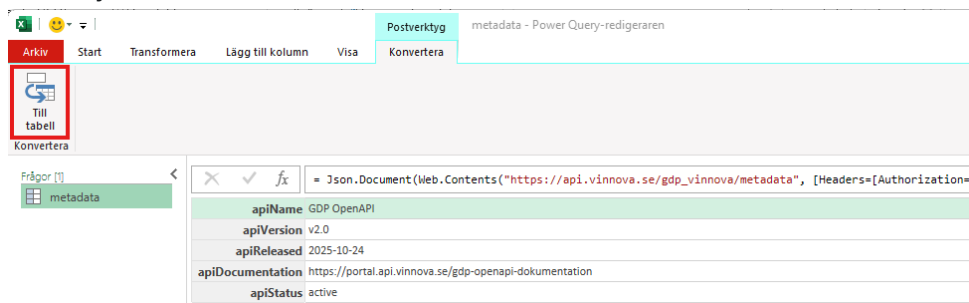 Postverktyg metadata - Power Query-redigeraren
Arkiv Start Transformera Lägg till kolumn Visa Konvertera
Till
tabell
Konvertera
Frågor [1]
fx = Json.Document(Web.Contents("https://api.vinnova.se/gdp_vinnova/metadata", [Headers=[Authorization=
metadata
apiName GDP OpenAPI
apiVersion v2.0
apiReleased 2025-10-24
apiDocumentation https://portal.api.vinnova.se/gdp-openapi-dokumentation
apiStatus active